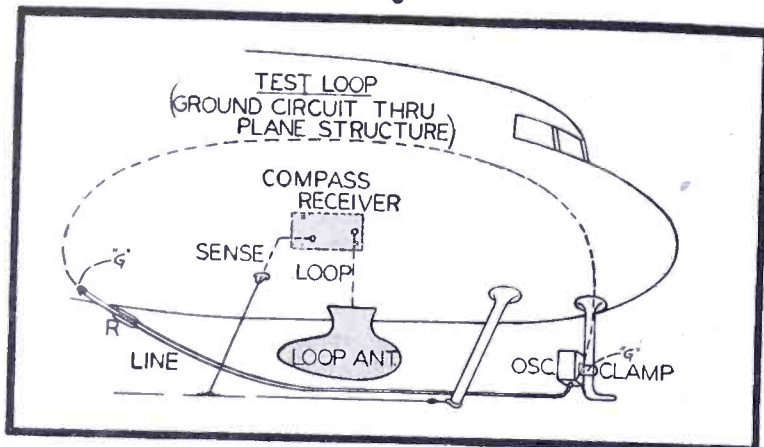 TEST LOOP
(GROUND CIRCUIT THRU
PLANE STRUCTURE)
COMPASS
RECEIVER
SENSE
LOOP
"G"
R
LINE
LOOP ANT.
OSC.
"G"
CLAMP